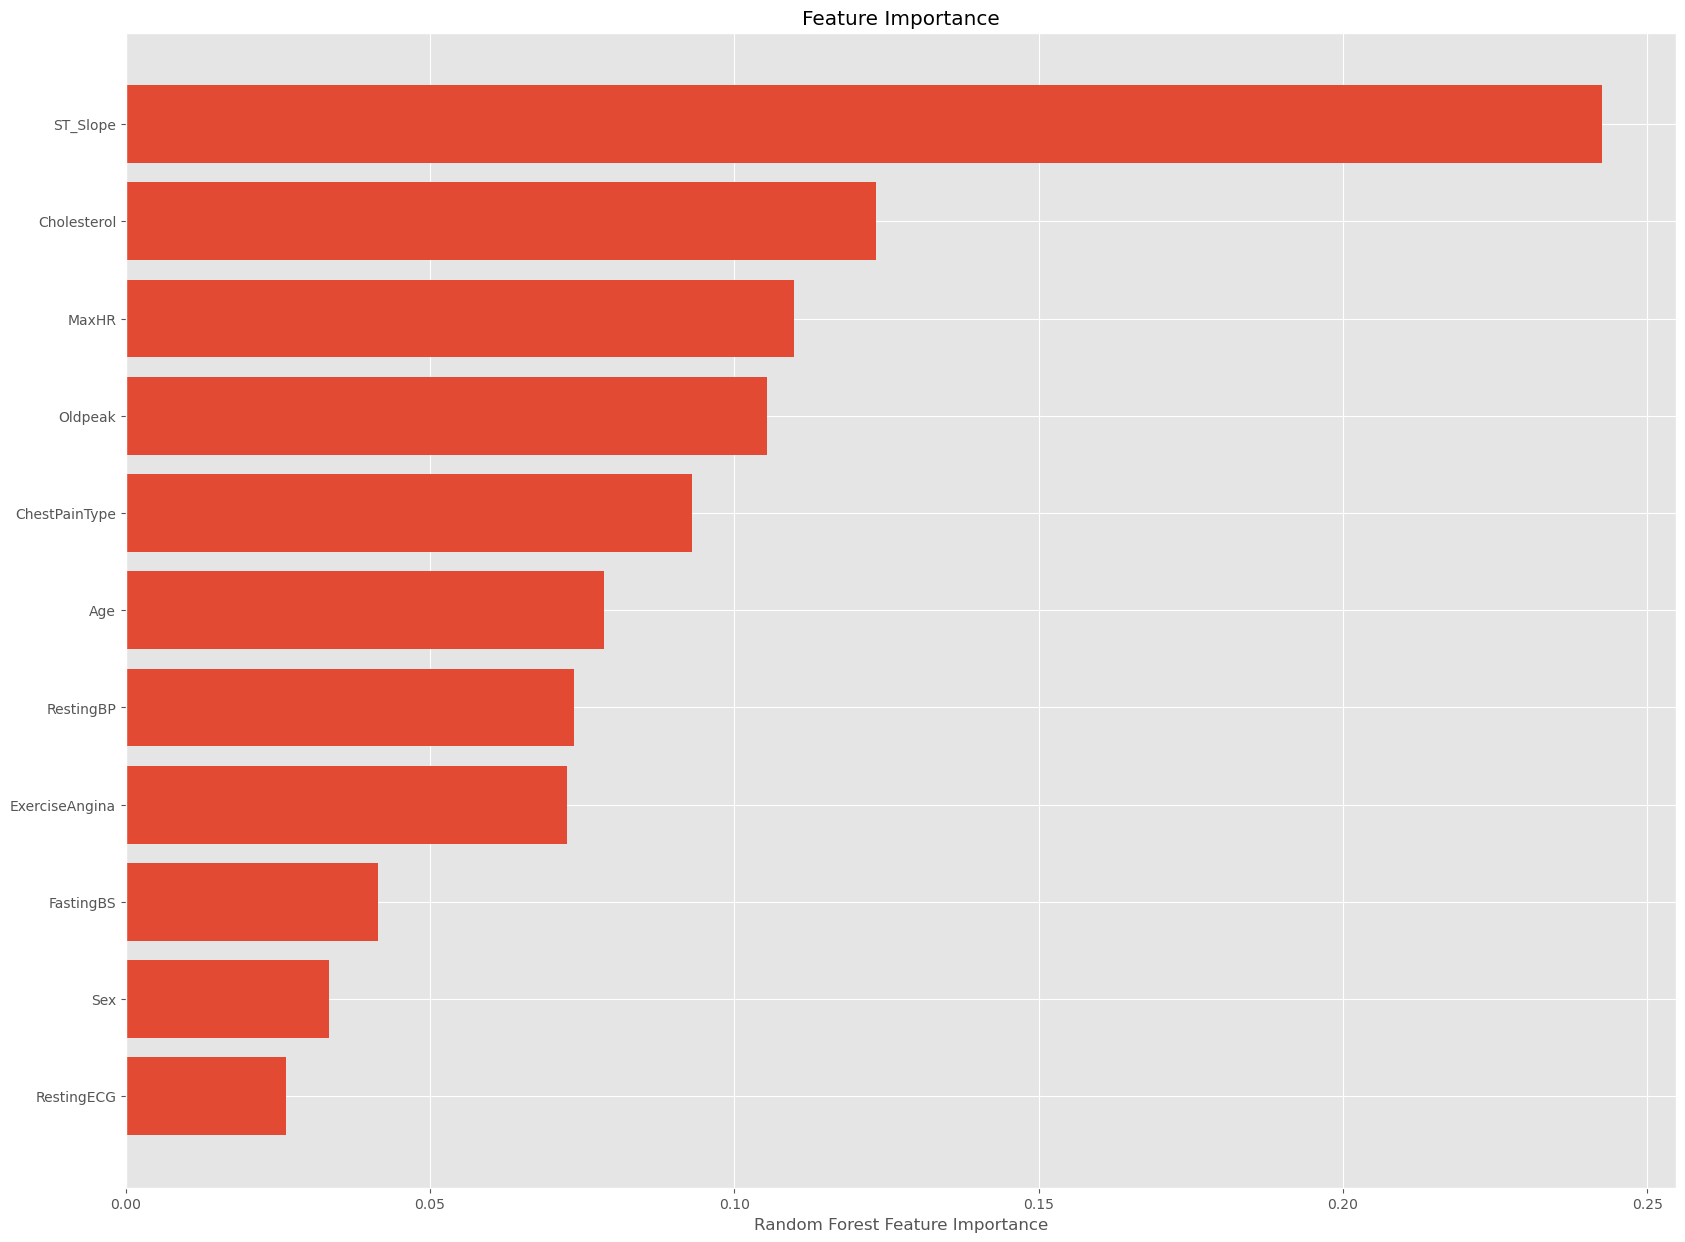 Feature Importance
ST_Slope
Cholesterol
MaxHR
Oldpeak
ChestPainType
Age
RestingBP
ExerciseAngina
FastingBS
Sex
RestingECG
0.00 0.05 0.10 0.15 0.20 0.25
Random Forest Feature Importance